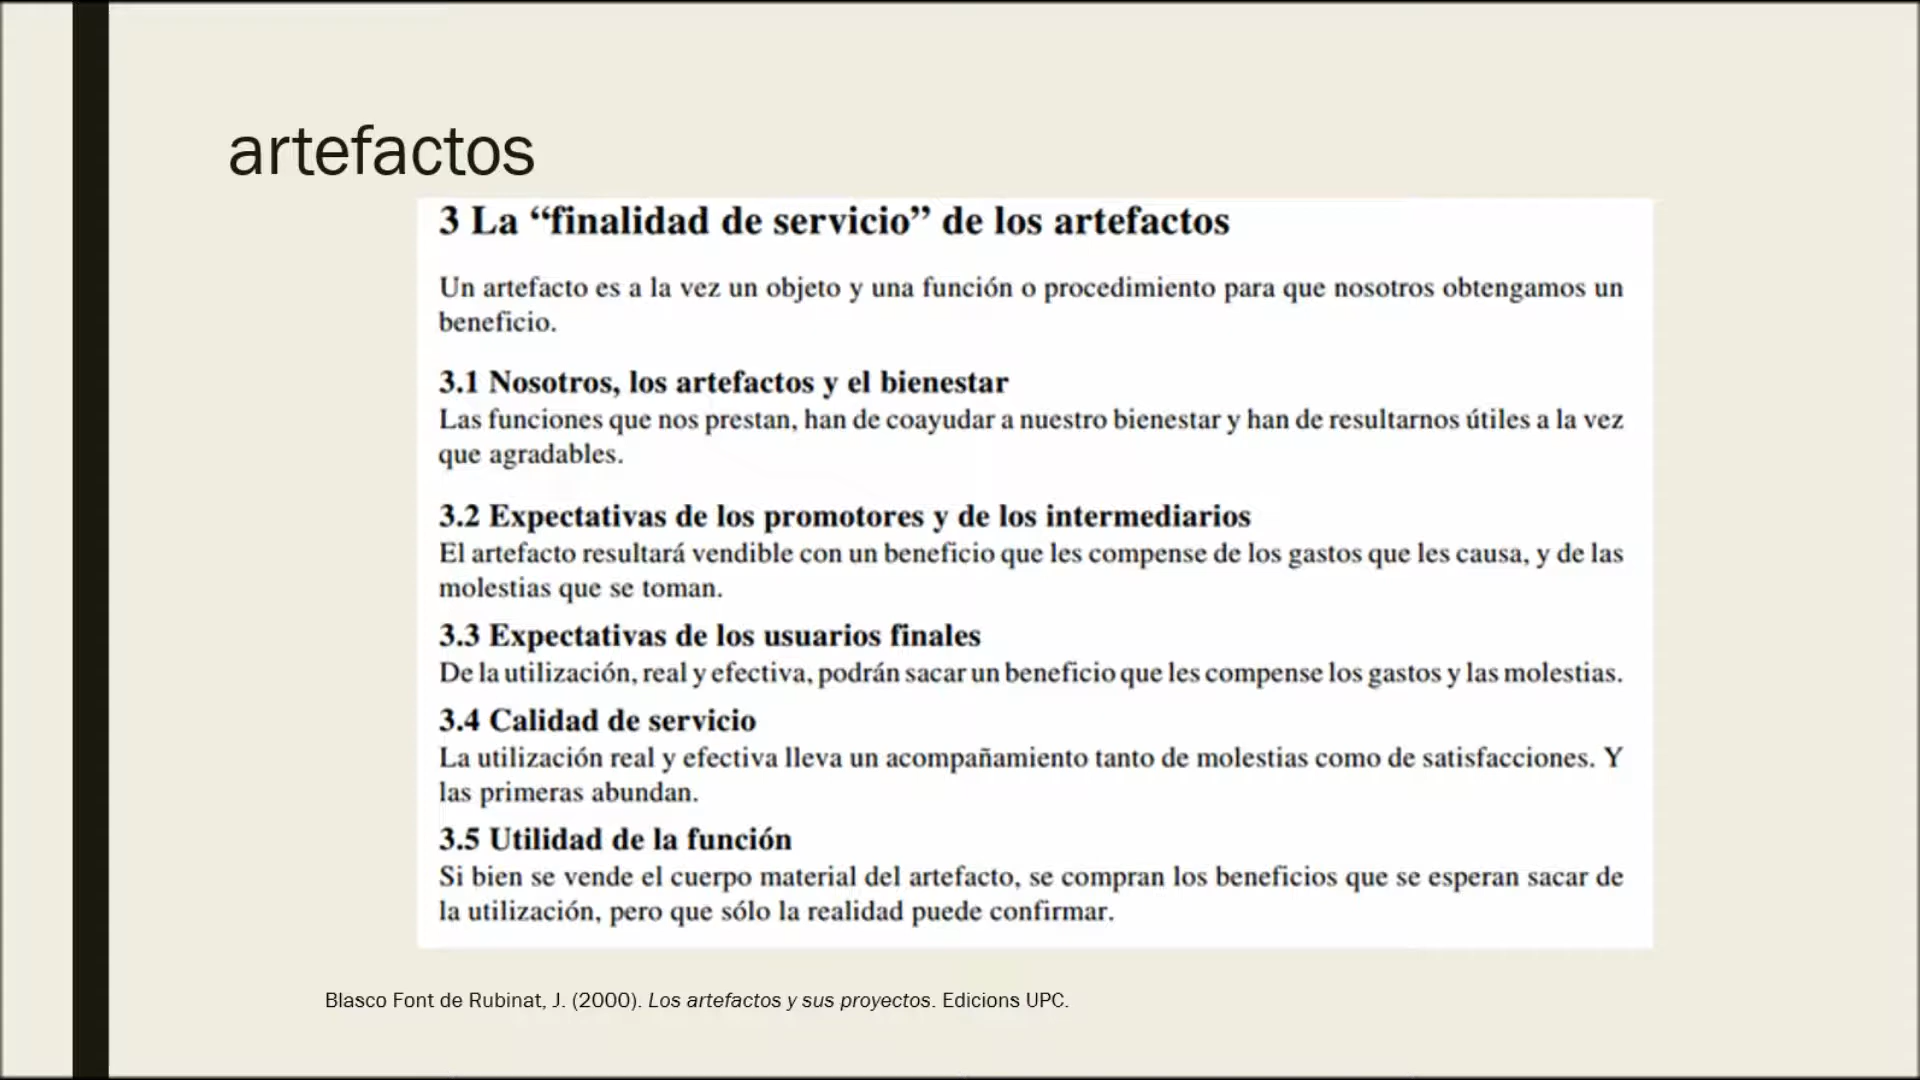 artefactos
3 La “finalidad de servicio” de los artefactos
Un artefacto es a la vez un objeto y una función o procedimiento para que nosotros obtengamos un
beneficio.
3.1 Nosotros, los artefactos y el bienestar
Las funciones que nos prestan, han de coayudar a nuestro bienestar y han de resultarnos útiles a la vez
que agradables.
3.2 Expectativas de los promotores y de los intermediarios
El artefacto resultará vendible con un beneficio que les compense de los gastos que les causa, y de las
molestias que se toman.
3.3 Expectativas de los usuarios finales
De la utilización, real y efectiva, podrán sacar un beneficio que les compense los gastos y las molestias.
3.4 Calidad de servicio
La utilización real y efectiva lleva un acompañamiento tanto de molestias como de satisfacciones. Y
las primeras abundan.
3.5 Utilidad de la función
Si bien se vende el cuerpo material del artefacto, se compran los beneficios que se esperan sacar de
la utilización, pero que sólo la realidad puede confirmar.
Blasco Font de Rubinat, J. (2000). Los artefactos y sus proyectos. Edicions UPC.